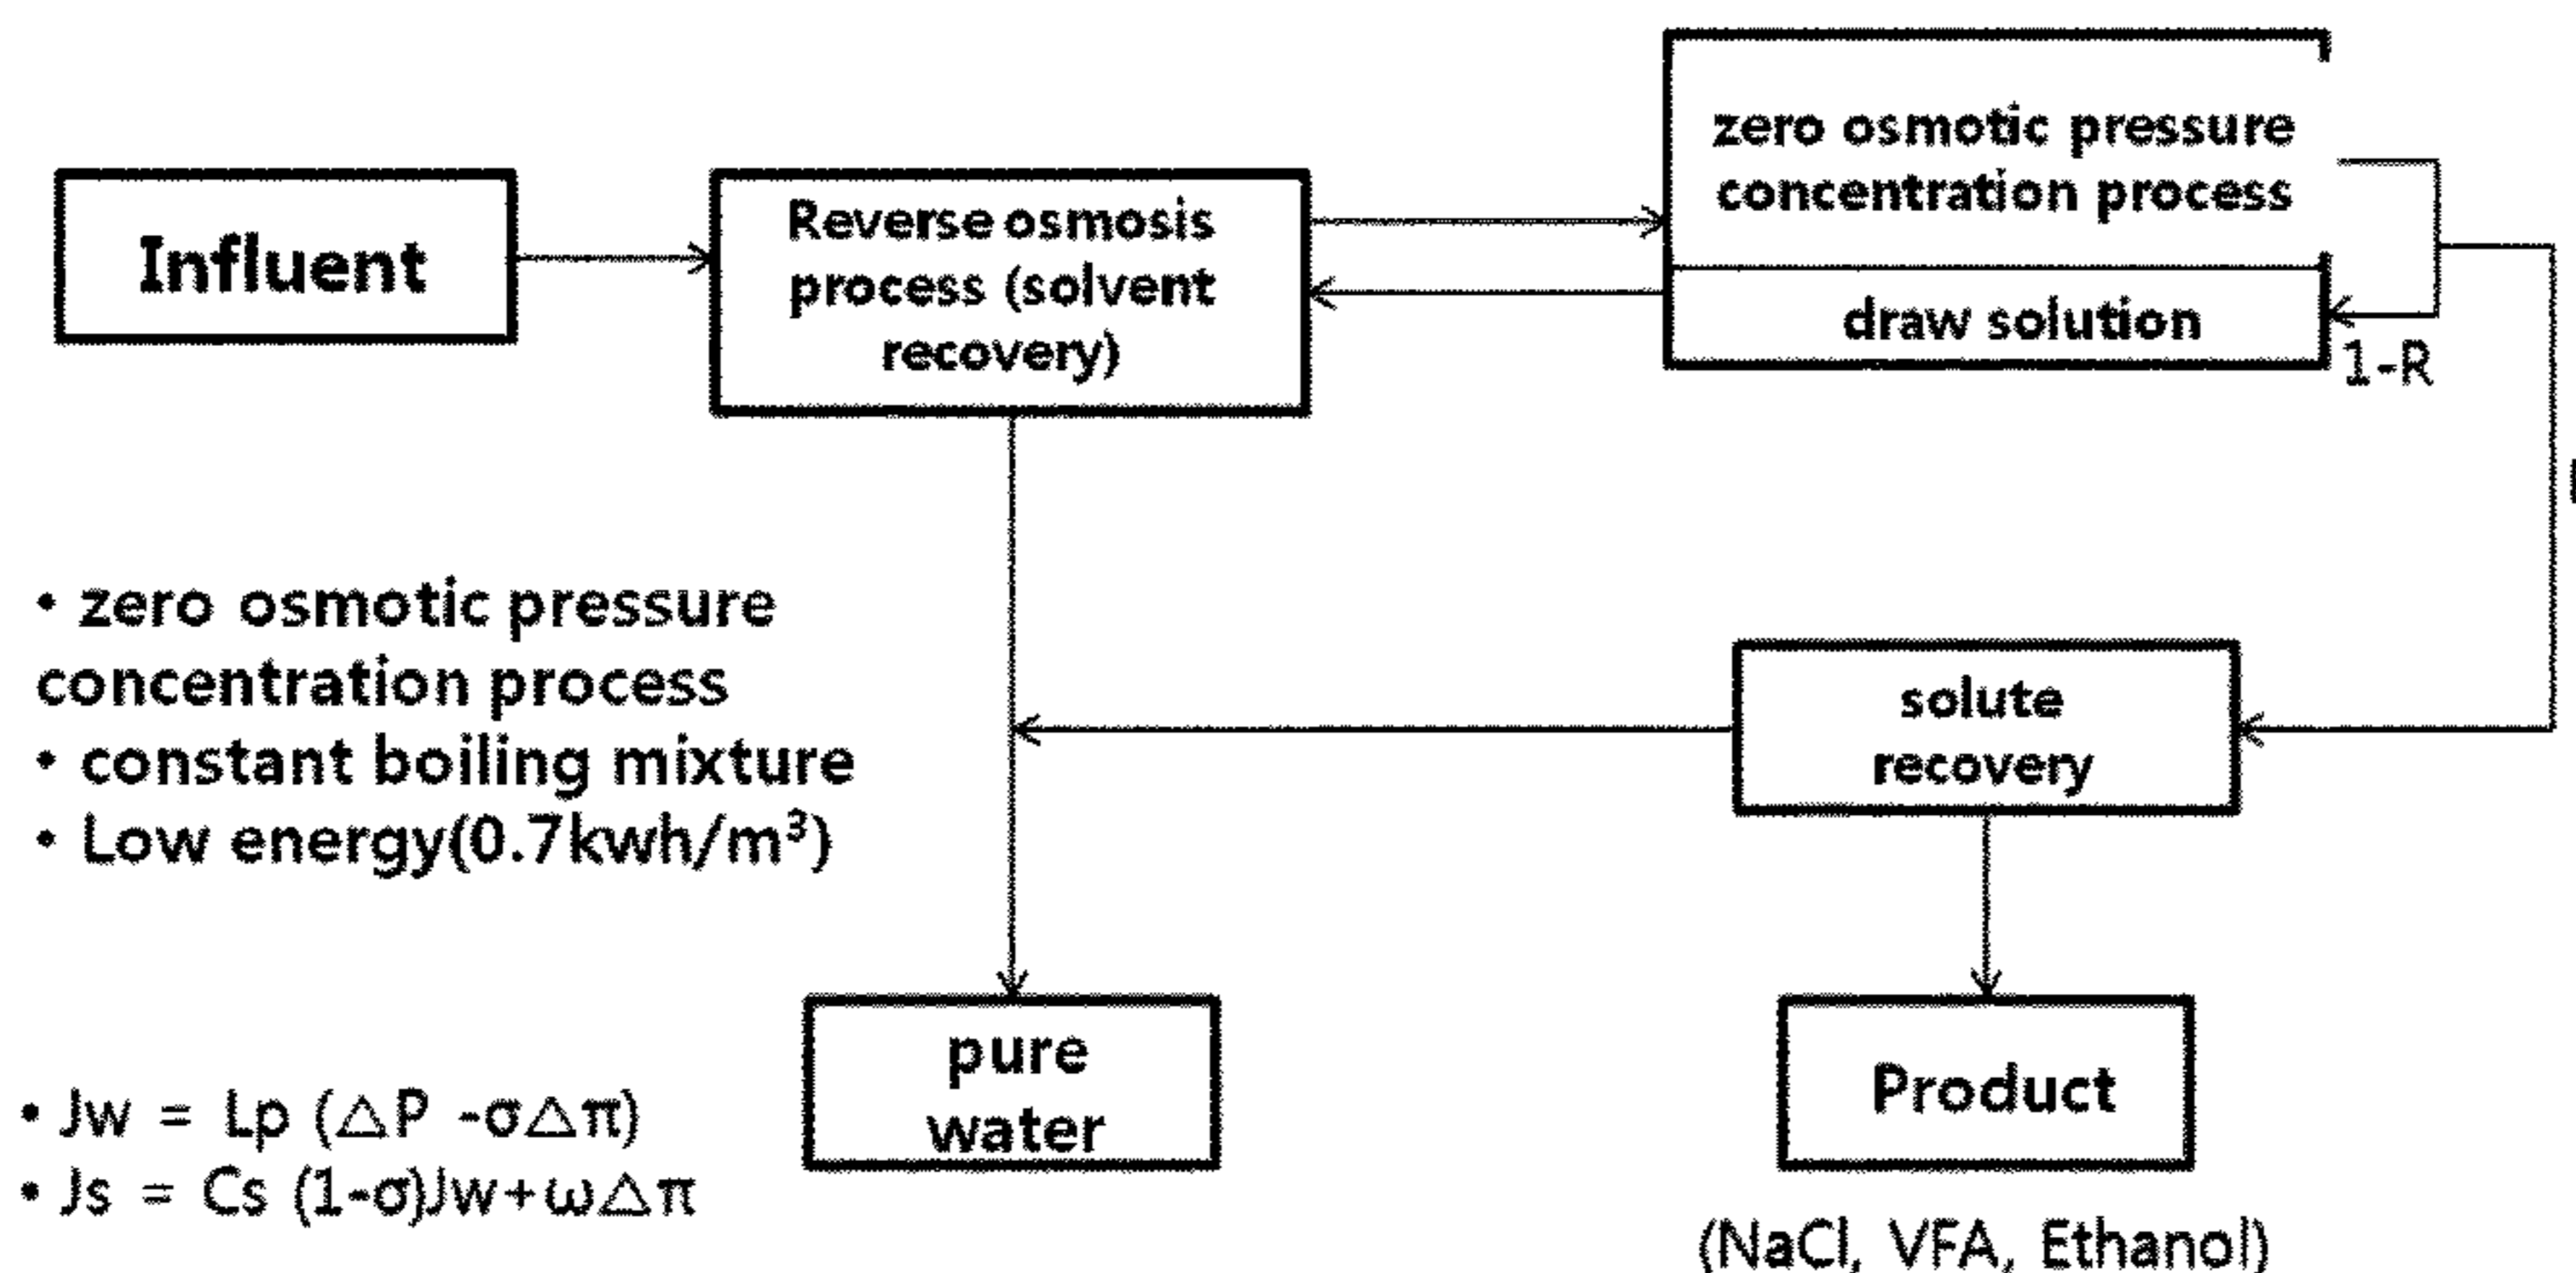 Influent
Reverse osmosis
process (solvent
recovery)
zero osmotic pressure
concentration process
draw solution
1-R
• zero osmotic pressure
concentration process
• constant boiling mixture
• Low energy(0.7kwh/m³)
solute
recovery
pure
water
Product
(NaCl, VFA, Ethanol)
• Jw = Lp (△P -σ△π)
• Js = Cs (1-σ)Jw+ω△π